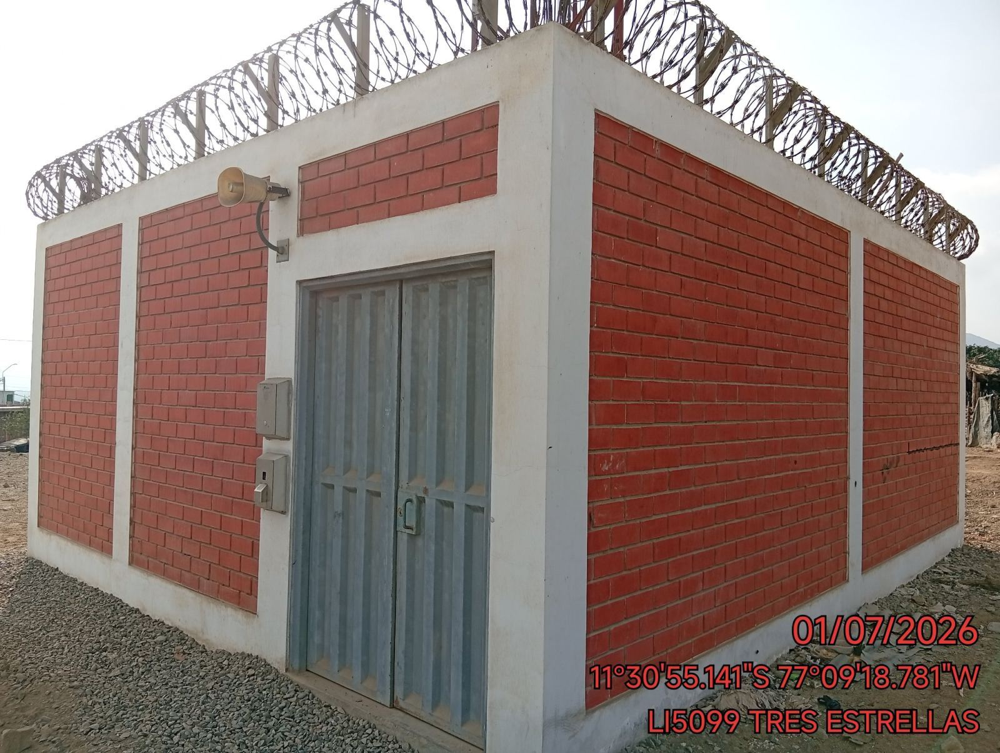 01/07/2026
11°30'55.141"S 77°09'18.781"W
LI5099 TRES ESTRELLAS